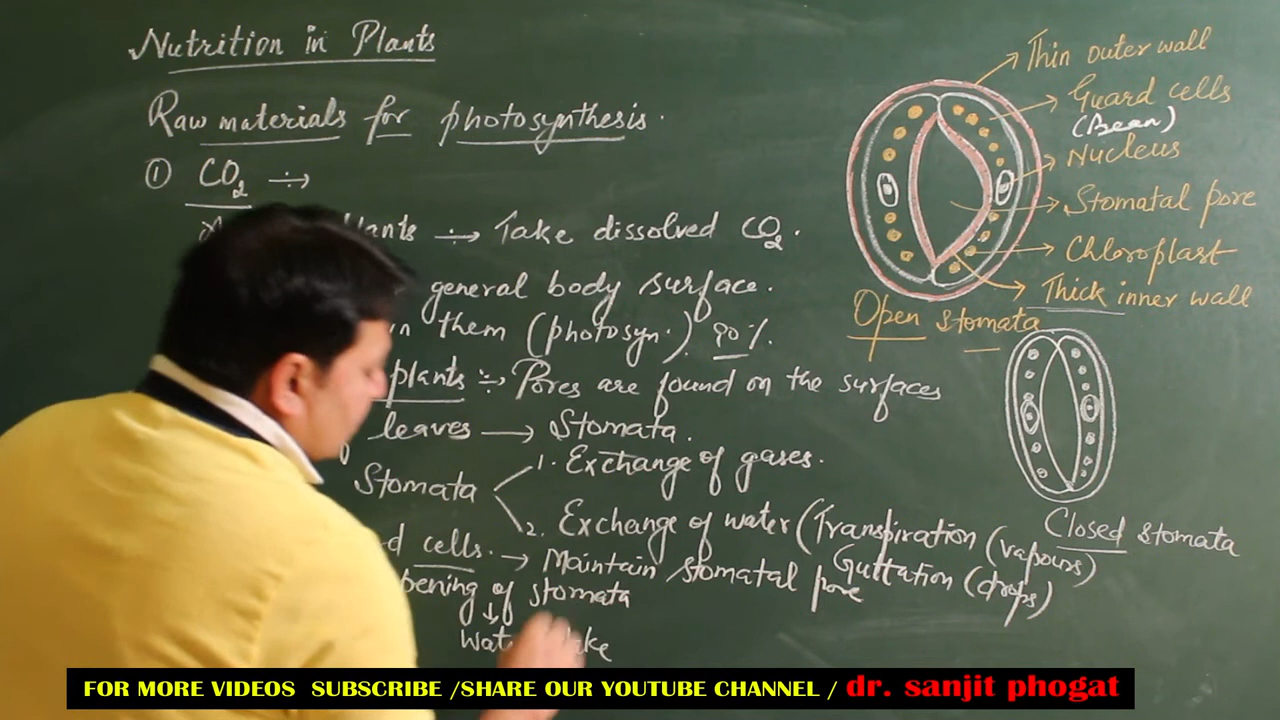 Nutrition in Plants
Raw materials for photosynthesis.
① CO2 ÷
lants ÷→ Take dissolved CO2.
general body surface.
in them (photosyn.) 90%.
plants ÷→ Pores are found on the surfaces
leaves → Stomata.
Stomata
1. Exchange of gases.
2. Exchange of water (Transpiration (vapours)
Guttation (drops)
d cells. → Maintain stomatal pore
pening of stomata
↓
Thin outer wall
Guard cells
(Bean)
Nucleus
Stomatal pore
Chloroplast
Thick inner wall
Open stomata
Closed stomata
FOR MORE VIDEOS SUBSCRIBE /SHARE OUR YOUTUBE CHANNEL / dr. sanjit phogat